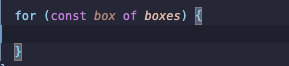 for (const box of boxes) {
}